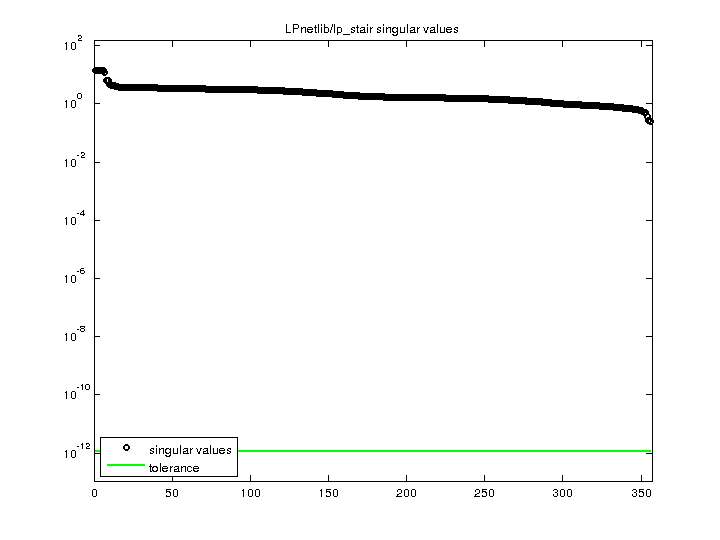 LPnetlib/lp_stair singular values
10^2
10^0
10^-2
10^-4
10^-6
10^-8
10^-10
10^-12
singular values
tolerance
0 50 100 150 200 250 300 350